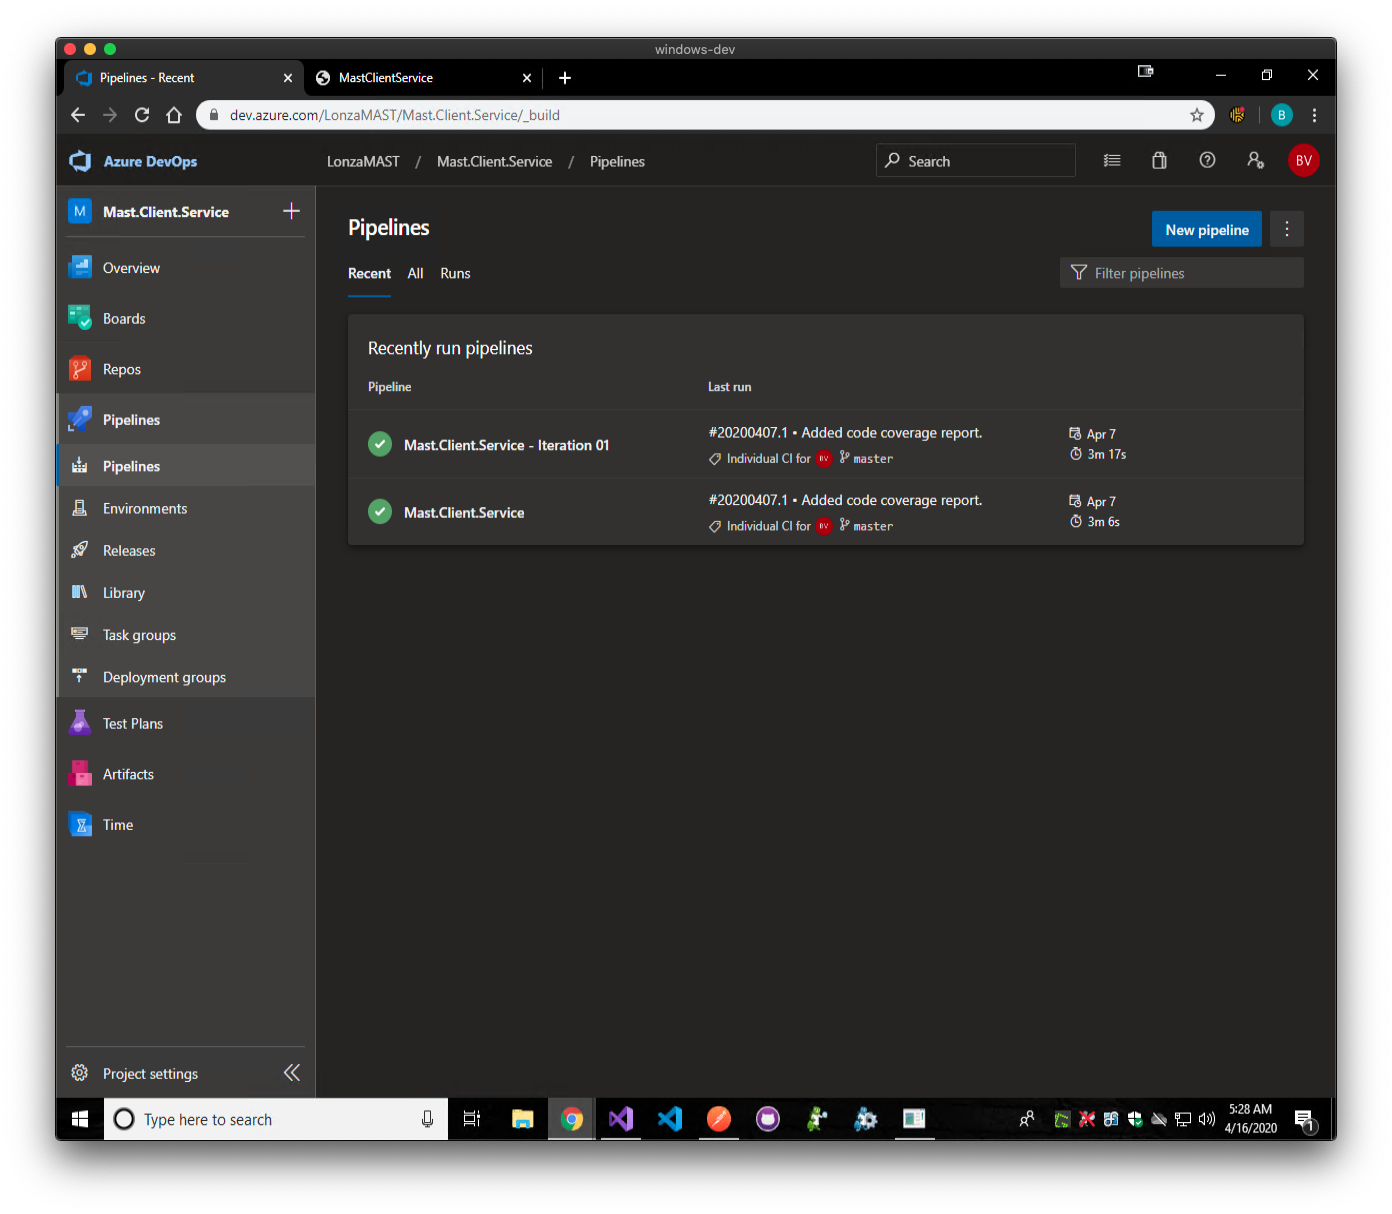 windows-dev
Pipelines - Recent
MastClientService
dev.azure.com/LonzaMAST/Mast.Client.Service/_build
B
Azure DevOps
LonzaMAST / Mast.Client.Service / Pipelines
Search
BV
M Mast.Client.Service
Overview
Boards
Repos
Pipelines
Pipelines
Environments
Releases
Library
Task groups
Deployment groups
Test Plans
Artifacts
Time
Project settings
Pipelines
New pipeline
Recent All Runs
Filter pipelines
Recently run pipelines
Pipeline Last run
Mast.Client.Service - Iteration 01
#20200407.1 • Added code coverage report.
Individual CI for BV master
Apr 7
3m 17s
Mast.Client.Service
#20200407.1 • Added code coverage report.
Individual CI for BV master
Apr 7
3m 6s
Type here to search
5:28 AM
4/16/2020
1